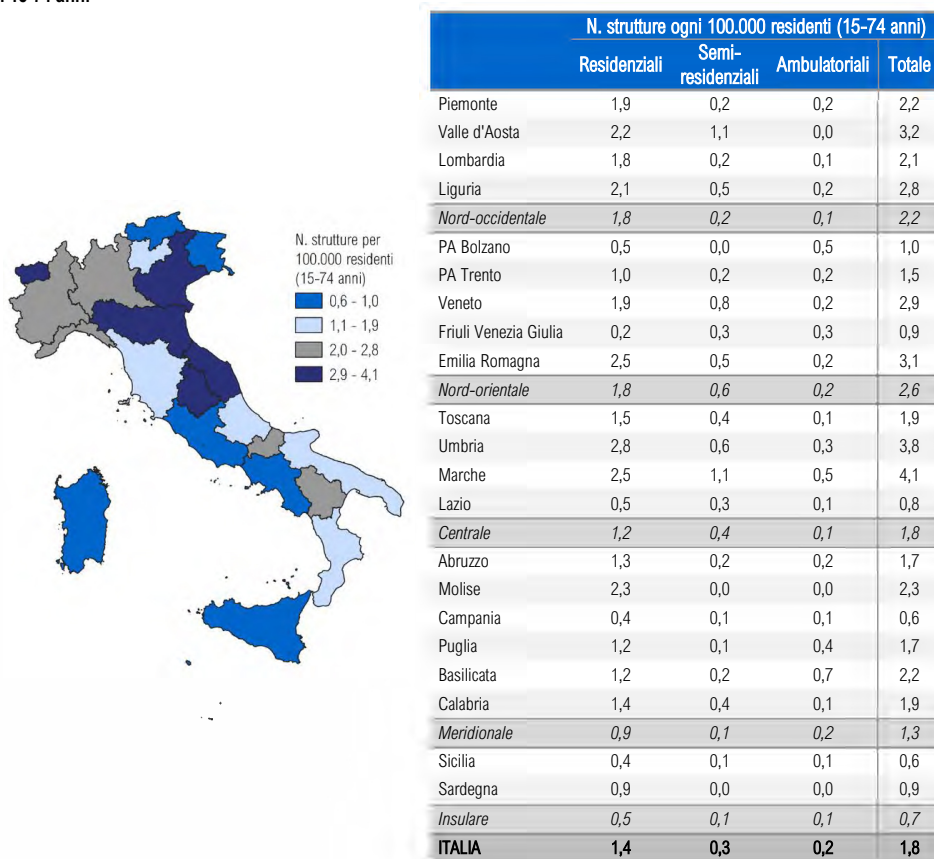 N. strutture per
100.000 residenti
(15-74 anni)
0,6 - 1,0
1,1 - 1,9
2,0 - 2,8
2,9 - 4,1
N. strutture ogni 100.000 residenti (15-74 anni)
Residenziali Semi-residenziali Ambulatoriali Totale
Piemonte 1,9 0,2 0,2 2,2
Valle d'Aosta 2,2 1,1 0,0 3,2
Lombardia 1,8 0,2 0,1 2,1
Liguria 2,1 0,5 0,2 2,8
Nord-occidentale 1,8 0,2 0,1 2,2
PA Bolzano 0,5 0,0 0,5 1,0
PA Trento 1,0 0,2 0,2 1,5
Veneto 1,9 0,8 0,2 2,9
Friuli Venezia Giulia 0,2 0,3 0,3 0,9
Emilia Romagna 2,5 0,5 0,2 3,1
Nord-orientale 1,8 0,6 0,2 2,6
Toscana 1,5 0,4 0,1 1,9
Umbria 2,8 0,6 0,3 3,8
Marche 2,5 1,1 0,5 4,1
Lazio 0,5 0,3 0,1 0,8
Centrale 1,2 0,4 0,1 1,8
Abruzzo 1,3 0,2 0,2 1,7
Molise 2,3 0,0 0,0 2,3
Campania 0,4 0,1 0,1 0,6
Puglia 1,2 0,1 0,4 1,7
Basilicata 1,2 0,2 0,7 2,2
Calabria 1,4 0,4 0,1 1,9
Meridionale 0,9 0,1 0,2 1,3
Sicilia 0,4 0,1 0,1 0,6
Sardegna 0,9 0,0 0,0 0,9
Insulare 0,5 0,1 0,1 0,7
ITALIA 1,4 0,3 0,2 1,8